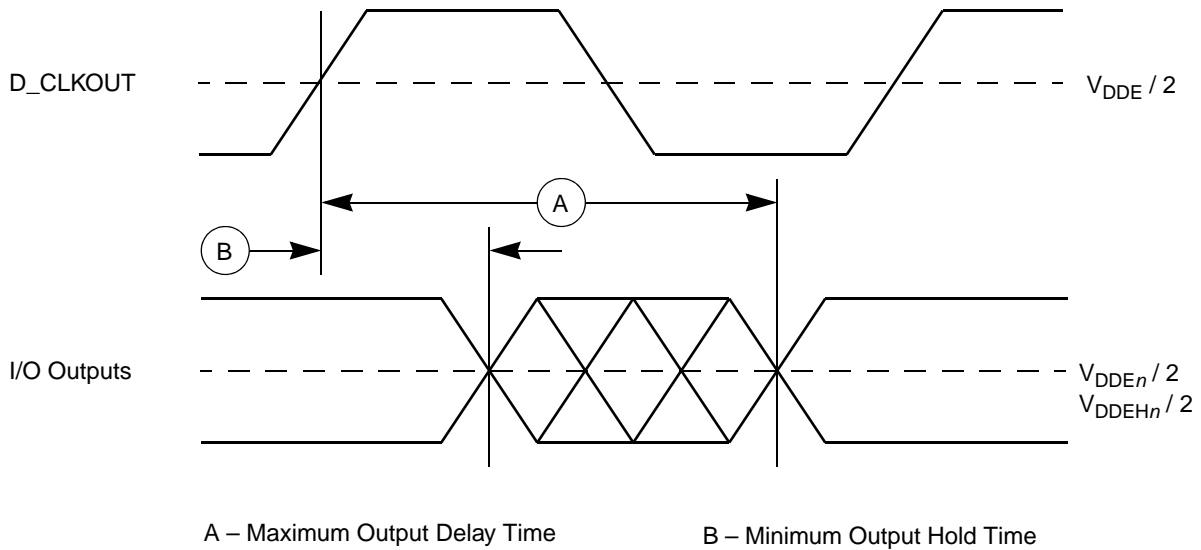 D_CLKOUT
V_DDE / 2
A
B
I/O Outputs
V_DDEn / 2
V_DDEHn / 2
A – Maximum Output Delay Time
B – Minimum Output Hold Time